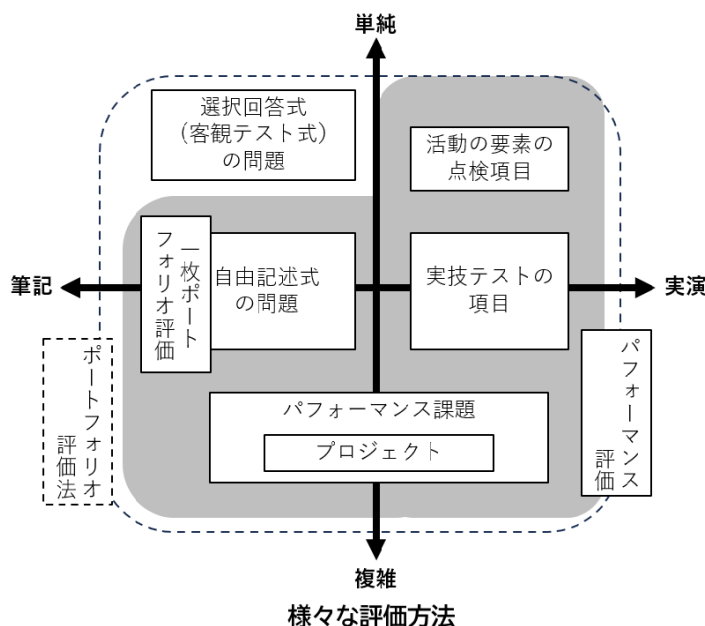 単純
選択回答式
（客観テスト式）
の問題
活動の要素の
点検項目
筆記
一枚ポート
フォリオ評価
自由記述式
の問題
実技テストの
項目
実演
ポートフォリオ
評価法
パフォーマンス課題
プロジェクト
パフォーマンス
評価
複雑
様々な評価方法